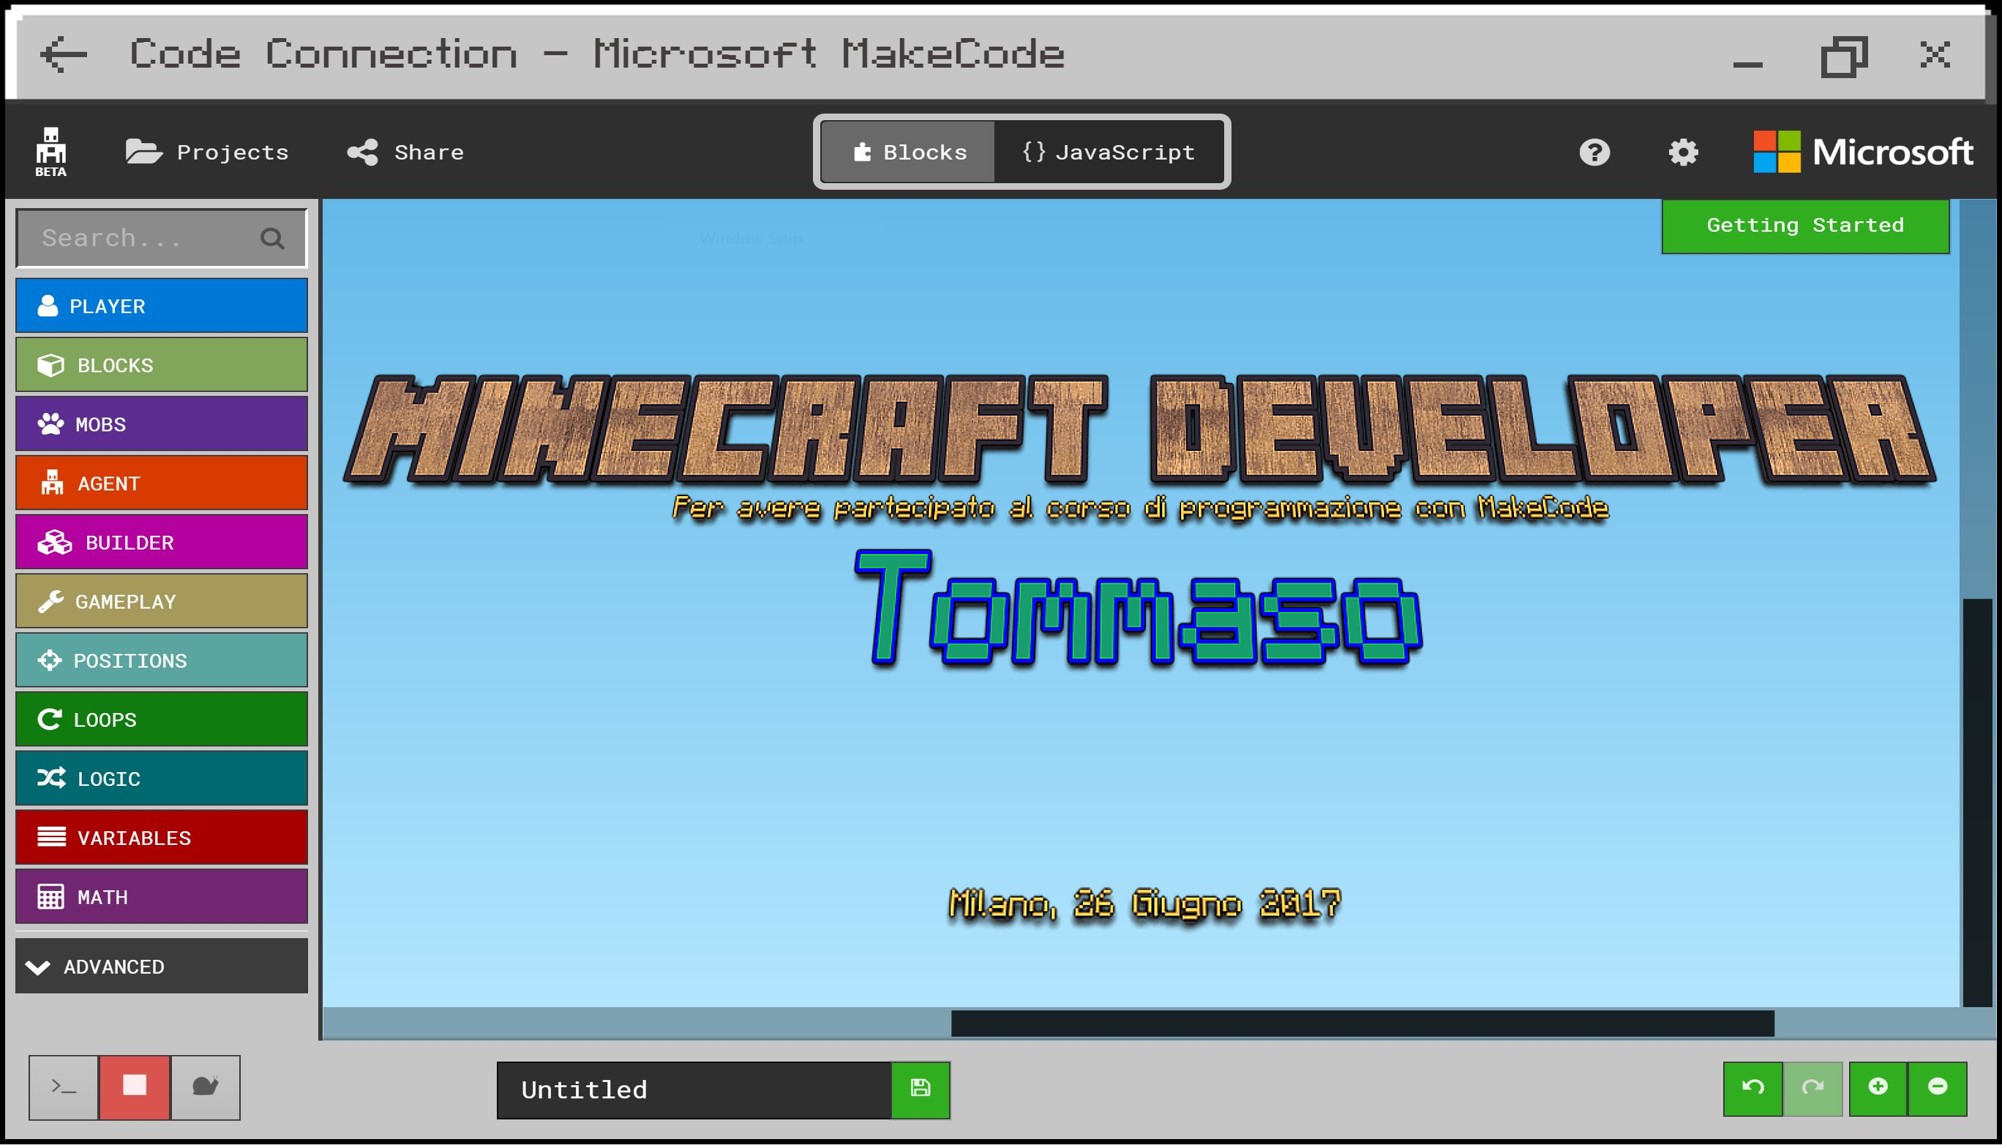 Code Connection - Microsoft MakeCode
BETA
Projects
Share
Blocks
{} JavaScript
Microsoft
Search...
Getting Started
PLAYER
BLOCKS
MOBS
AGENT
BUILDER
GAMEPLAY
POSITIONS
LOOPS
LOGIC
VARIABLES
MATH
ADVANCED
MINECRAFT DEVELOPER
Per avere partecipato al corso di programmazione con MakeCode
Tommaso
Milano, 26 Giugno 2017
Untitled